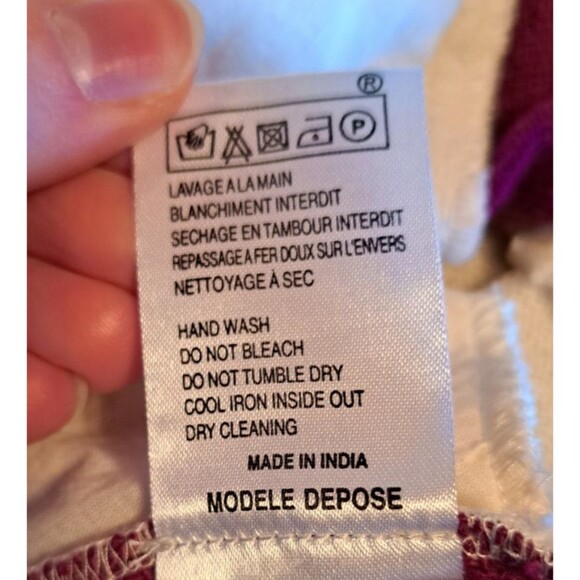 ®
P
LAVAGE A LA MAIN
BLANCHIMENT INTERDIT
SECHAGE EN TAMBOUR INTERDIT
REPASSAGE A FER DOUX SUR L'ENVERS
NETTOYAGE À SEC
HAND WASH
DO NOT BLEACH
DO NOT TUMBLE DRY
COOL IRON INSIDE OUT
DRY CLEANING
MADE IN INDIA
MODELE DEPOSE